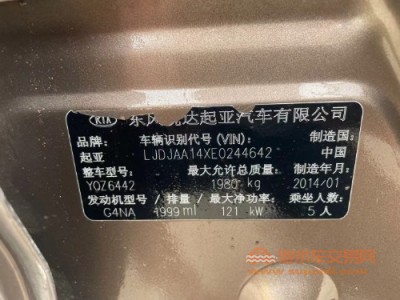 KIA 东风悦达起亚汽车有限公司
品牌: 车辆识别代号(VIN): 制造国:
起亚 LJDJAA14XE0244642 中国
整车型号: 最大允许总质量: 制造年月:
YQZ6442 1980 kg 2014/01
发动机型号/排量/最大净功率: 乘坐人数:
G4NA 1999 ml 121 kW 5人